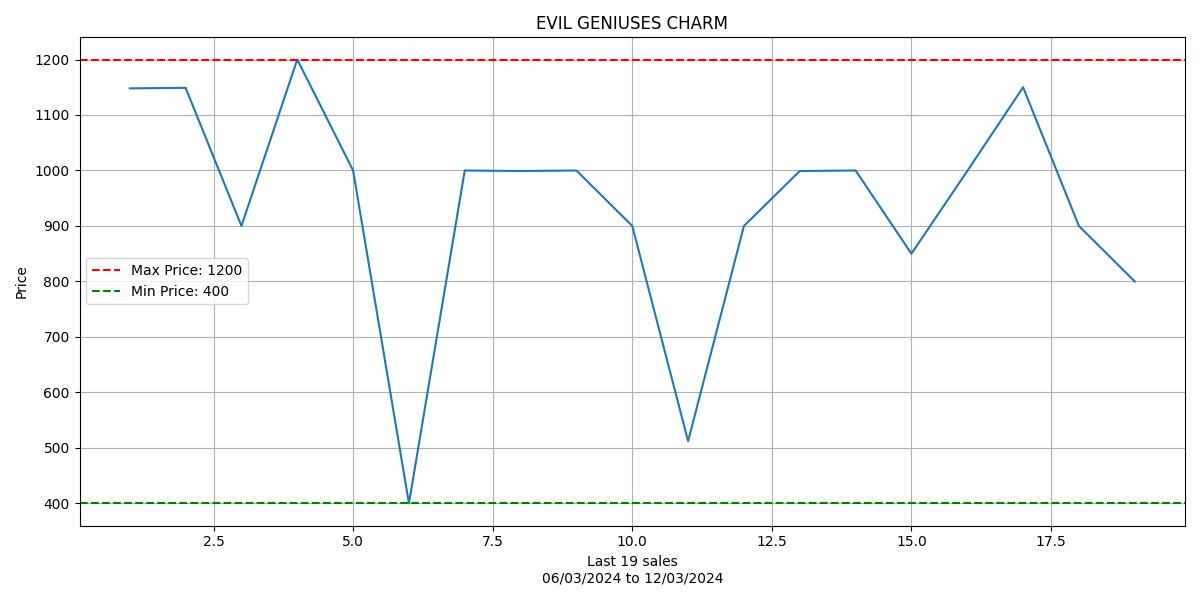 EVIL GENIUSES CHARM
1200
1100
1000
900
800
700
600
500
400
Price
Max Price: 1200
Min Price: 400
2.5
5.0
7.5
10.0
12.5
15.0
17.5
Last 19 sales
06/03/2024 to 12/03/2024